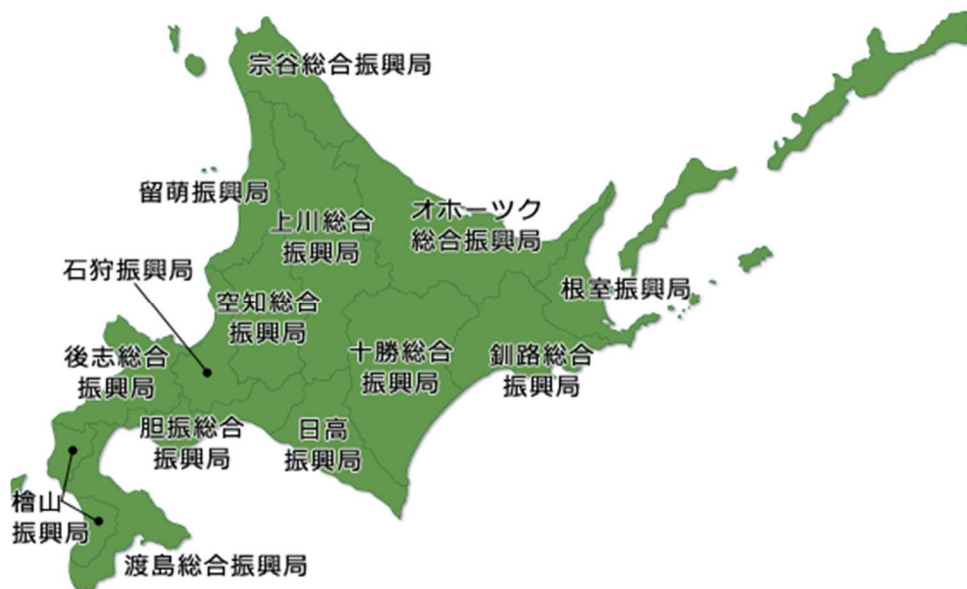 宗谷総合振興局
留萌振興局
上川総合
振興局
オホーツク
総合振興局
石狩振興局
空知総合
振興局
根室振興局
後志総合
振興局
十勝総合
振興局
釧路総合
振興局
胆振総合
振興局
日高
振興局
檜山
振興局
渡島総合振興局